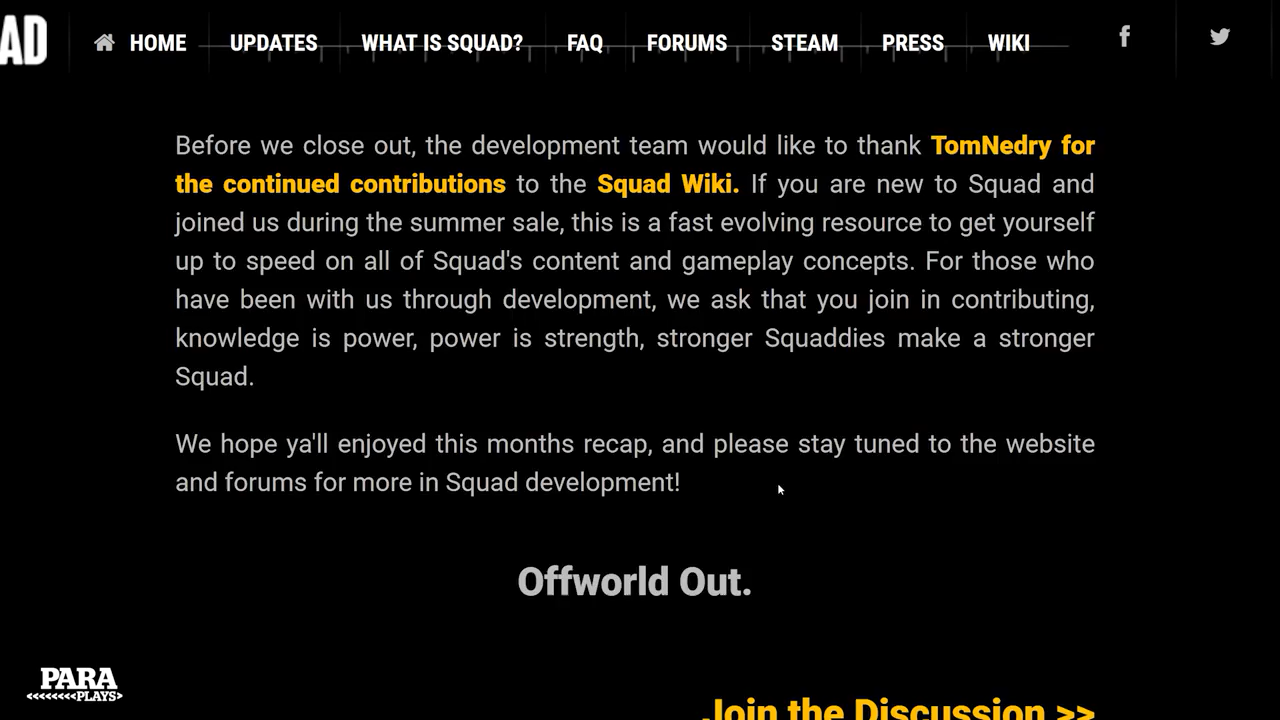 AD HOME UPDATES WHAT IS SQUAD? FAQ FORUMS STEAM PRESS WIKI
Before we close out, the development team would like to thank TomNedry for
the continued contributions to the Squad Wiki. If you are new to Squad and
joined us during the summer sale, this is a fast evolving resource to get yourself
up to speed on all of Squad's content and gameplay concepts. For those who
have been with us through development, we ask that you join in contributing,
knowledge is power, power is strength, stronger Squaddies make a stronger
Squad.
We hope ya'll enjoyed this months recap, and please stay tuned to the website
and forums for more in Squad development!
Offworld Out.
PARA
<<<<<<<<PLAYS>
Join the Discussion >>